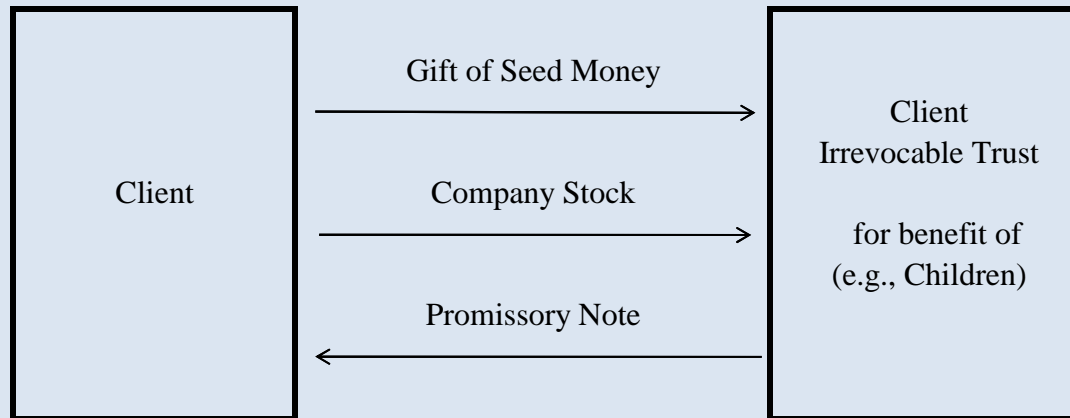 Client
Gift of Seed Money
Company Stock
Promissory Note
Client
Irrevocable Trust
for benefit of
(e.g., Children)